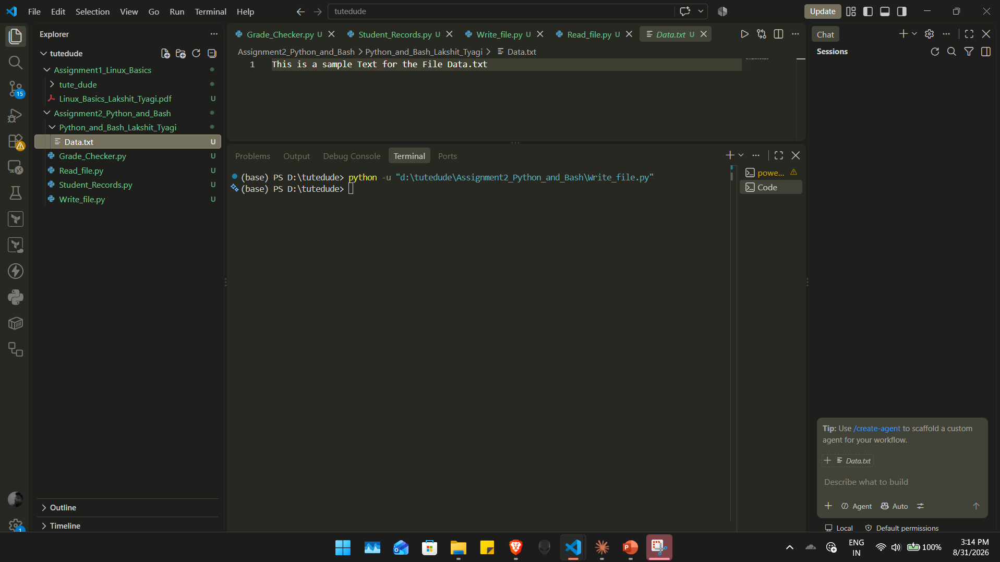 File Edit Selection View Go Run Terminal Help
tutedude
Update
Explorer
tutedude
Assignment1_Linux_Basics
tute_dude
Linux_Basics_Lakshit_Tyagi.pdf U
Assignment2_Python_and_Bash
Python_and_Bash_Lakshit_Tyagi
Data.txt U
Grade_Checker.py U
Read_file.py U
Student_Records.py U
Write_file.py U
15
Outline
Timeline
1
Grade_Checker.py U Student_Records.py U Write_file.py U Read_file.py U Data.txt U
Assignment2_Python_and_Bash > Python_and_Bash_Lakshit_Tyagi > Data.txt
1 This is a sample Text for the File Data.txt
Problems Output Debug Console Terminal Ports
(base) PS D:\tutedude> python -u "d:\tutedude\Assignment2_Python_and_Bash\Write_file.py"
(base) PS D:\tutedude>
powe...
Code
Chat
Sessions
Tip: Use /create-agent to scaffold a custom
agent for your workflow.
Data.txt
Describe what to build
Agent Auto
Local Default permissions
ENG
IN
100%
3:14 PM
8/31/2026